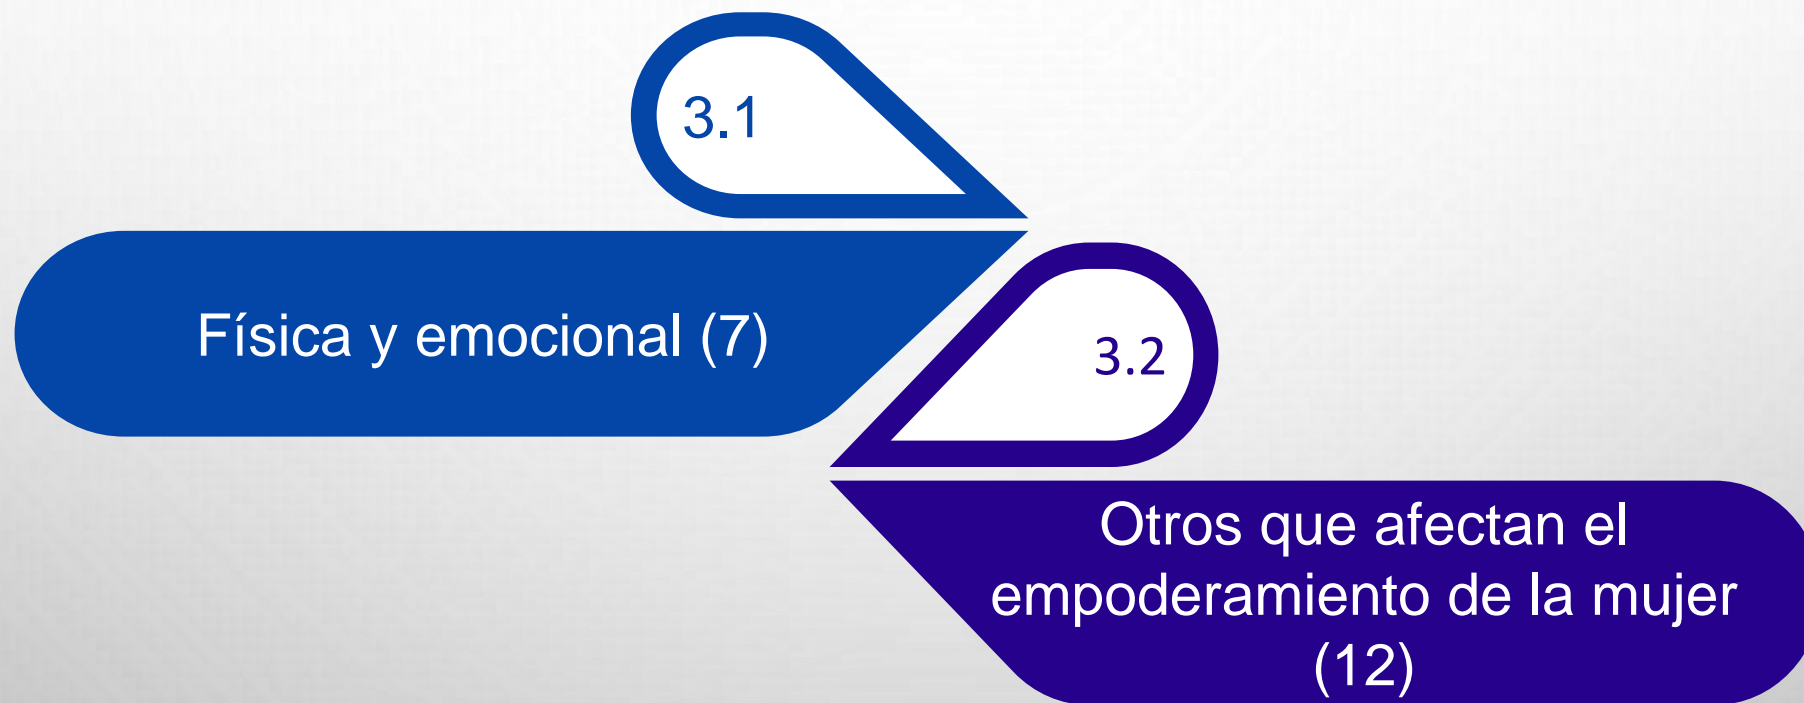 3.1
Física y emocional (7)
3.2
Otros que afectan el
empoderamiento de la mujer
(12)